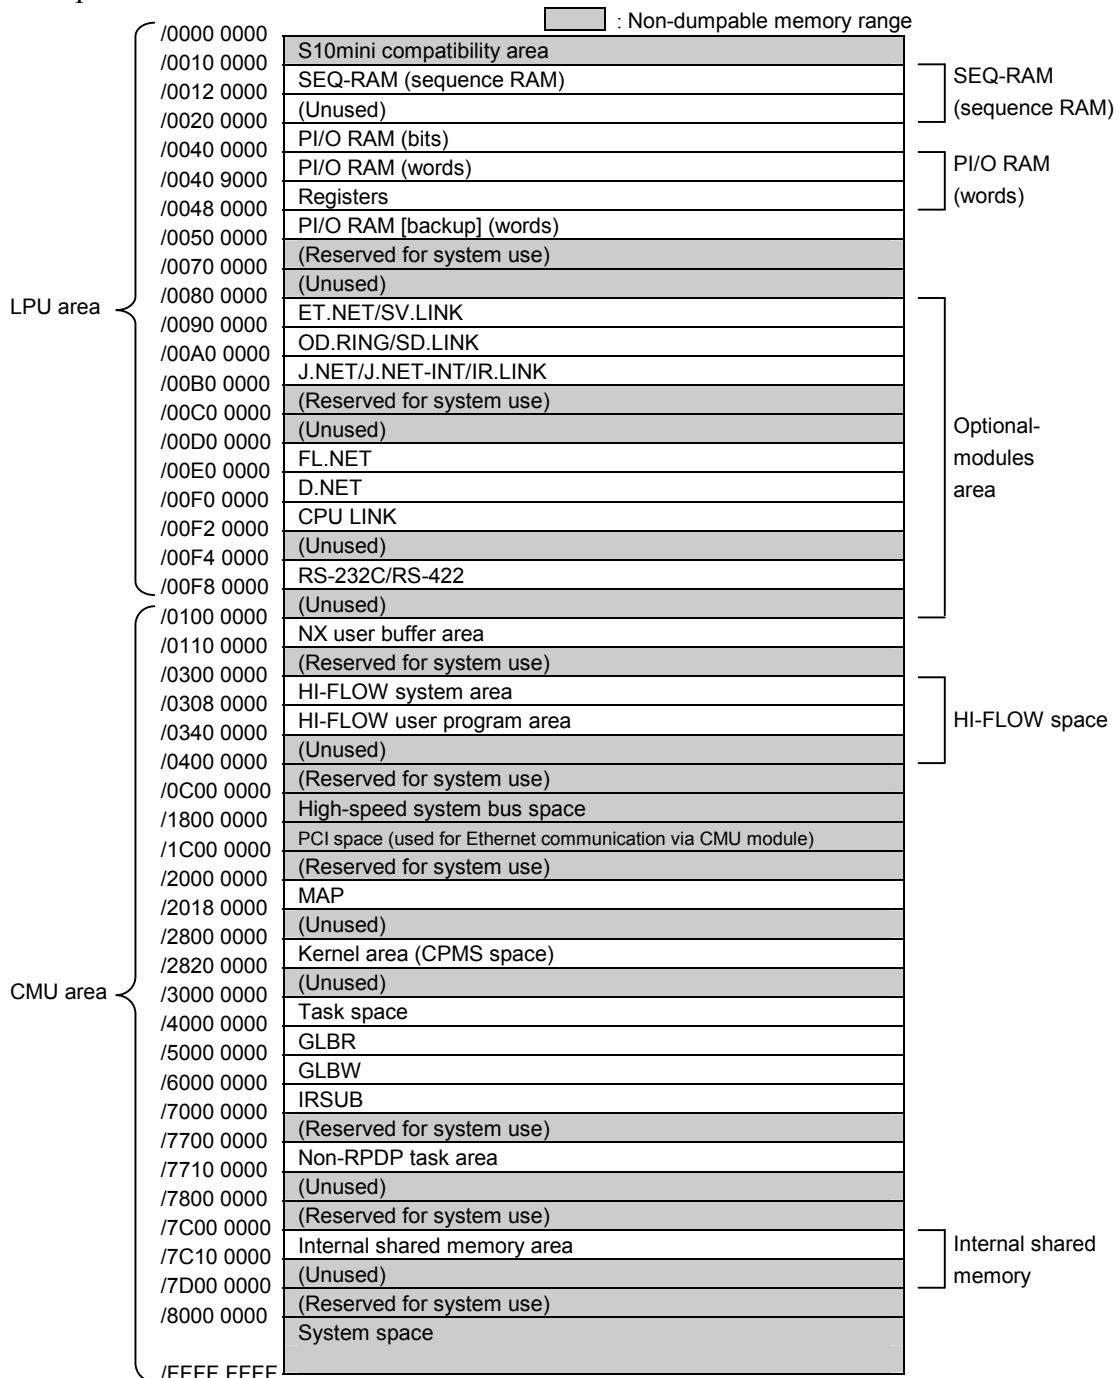 : Non-dumpable memory range
/0000 0000
S10mini compatibility area
/0010 0000
SEQ-RAM (sequence RAM)
SEQ-RAM
(sequence RAM)
/0012 0000
(Unused)
/0020 0000
PI/O RAM (bits)
/0040 0000
PI/O RAM (words)
PI/O RAM
(words)
/0040 9000
Registers
/0048 0000
PI/O RAM [backup] (words)
/0050 0000
(Reserved for system use)
/0070 0000
(Unused)
LPU area
/0080 0000
ET.NET/SV.LINK
/0090 0000
OD.RING/SD.LINK
/00A0 0000
J.NET/J.NET-INT/IR.LINK
/00B0 0000
(Reserved for system use)
/00C0 0000
(Unused)
Optional-
modules
area
/00D0 0000
FL.NET
/00E0 0000
D.NET
/00F0 0000
CPU LINK
/00F2 0000
(Unused)
/00F4 0000
RS-232C/RS-422
/00F8 0000
(Unused)
/0100 0000
NX user buffer area
/0110 0000
(Reserved for system use)
/0300 0000
HI-FLOW system area
/0308 0000
HI-FLOW user program area
HI-FLOW space
/0340 0000
(Unused)
/0400 0000
(Reserved for system use)
/0C00 0000
High-speed system bus space
/1800 0000
PCI space (used for Ethernet communication via CMU module)
/1C00 0000
(Reserved for system use)
/2000 0000
MAP
/2018 0000
(Unused)
/2800 0000
Kernel area (CPMS space)
/2820 0000
(Unused)
CMU area
/3000 0000
Task space
/4000 0000
GLBR
/5000 0000
GLBW
/6000 0000
IRSUB
/7000 0000
(Reserved for system use)
/7700 0000
Non-RPDP task area
/7710 0000
(Unused)
/7800 0000
(Reserved for system use)
/7C00 0000
Internal shared memory area
Internal shared
memory
/7C10 0000
(Unused)
/7D00 0000
(Reserved for system use)
/8000 0000
System space
/FFFF FFFF